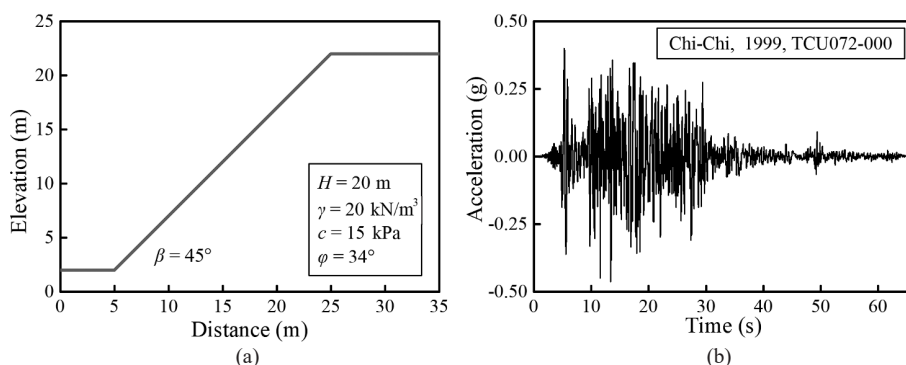 25
20
15
10
5
0
Elevation (m)
β = 45°
H = 20 m
γ = 20 kN/m³
c = 15 kPa
φ = 34°
0 5 10 15 20 25 30 35
Distance (m)
(a)
0.50
0.25
0.00
-0.25
-0.50
Acceleration (g)
Chi-Chi, 1999, TCU072-000
0 10 20 30 40 50 60
Time (s)
(b)